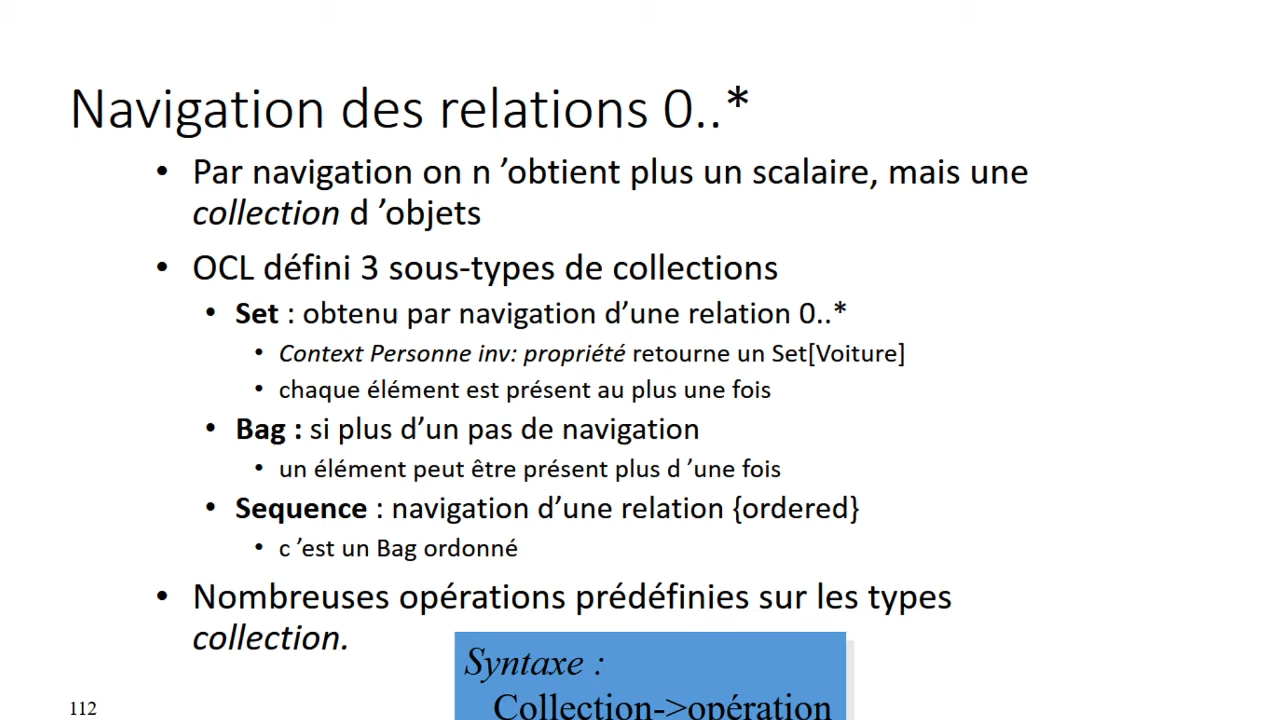 Navigation des relations 0..*
• Par navigation on n ’obtient plus un scalaire, mais une
collection d ’objets
• OCL défini 3 sous-types de collections
• Set : obtenu par navigation d’une relation 0..*
• Context Personne inv: propriété retourne un Set[Voiture]
• chaque élément est présent au plus une fois
• Bag : si plus d’un pas de navigation
• un élément peut être présent plus d ’une fois
• Sequence : navigation d’une relation {ordered}
• c ’est un Bag ordonné
• Nombreuses opérations prédéfinies sur les types
collection.
Syntaxe :
Collection->opération
112